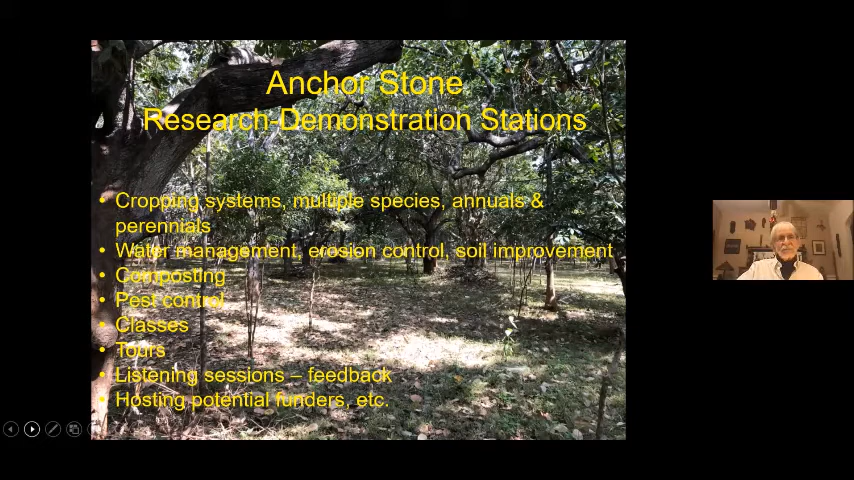 Anchor Stone
Research-Demonstration Stations
• Cropping systems, multiple species, annuals &
perennials
• Water management, erosion control, soil improvement
• Composting
• Pest control
• Classes
• Tours
• Listening sessions – feedback
• Hosting potential funders, etc.